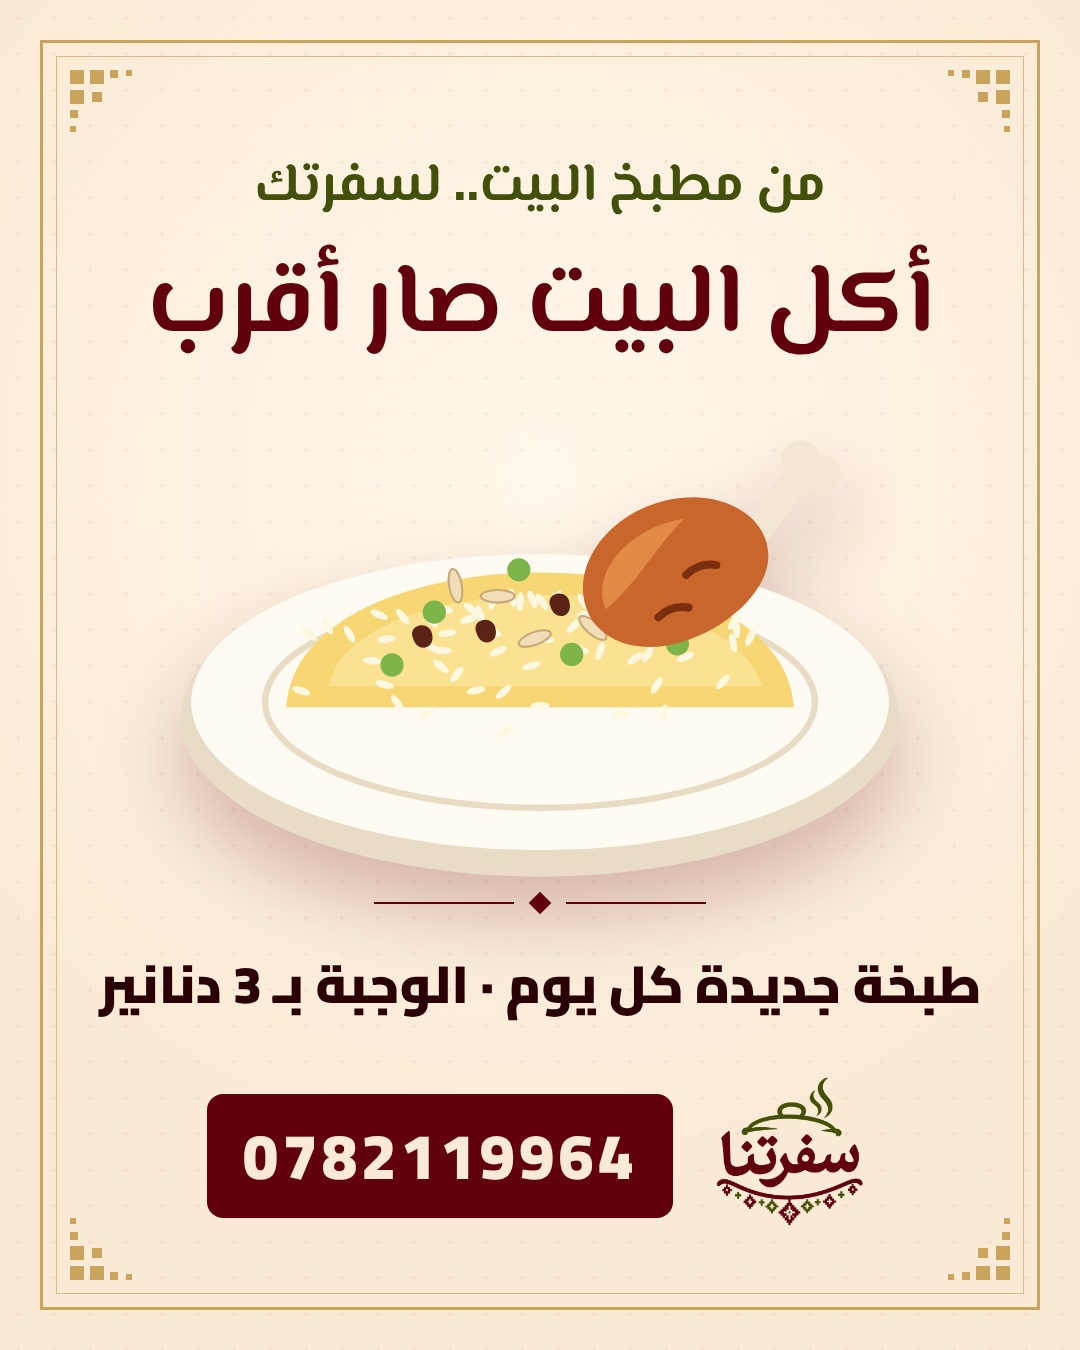 من مطبخ البيت.. لسفرتك
أكل البيت صار أقرب
طبخة جديدة كل يوم · الوجبة بـ 3 دنانير
سفرتنا
0782119964